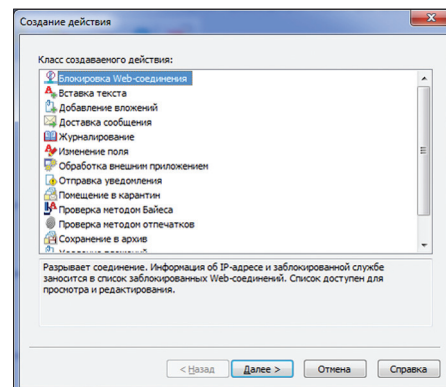 Создание действия
Класс создаваемого действия:
Блокировка Web-соединения
Вставка текста
Добавление вложений
Доставка сообщения
Журналирование
Изменение поля
Обработка внешним приложением
Отправка уведомления
Помещение в карантин
Проверка методом Байеса
Проверка методом отпечатков
Сохранение в архив
Разрывает соединение. Информация об IP-адресе и заблокированной службе
заносится в список заблокированных Web-соединений. Список доступен для
просмотра и редактирования.
< Назад Далее > Отмена Справка